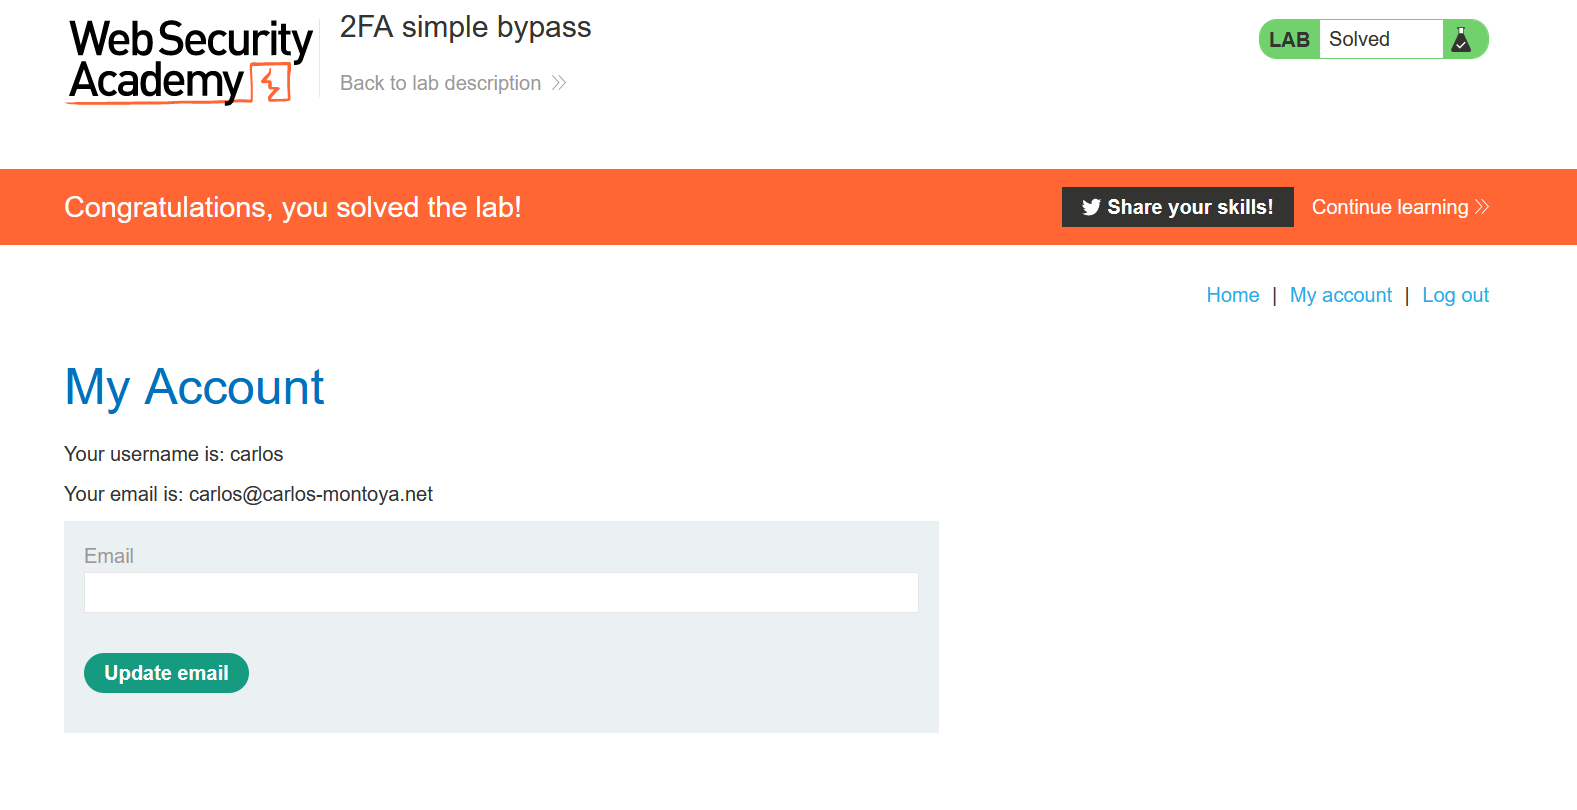 Web Security
Academy
2FA simple bypass
Back to lab description
LAB Solved
Congratulations, you solved the lab!
Share your skills!
Continue learning
Home | My account | Log out
My Account
Your username is: carlos
Your email is: carlos@carlos-montoya.net
Email
Update email